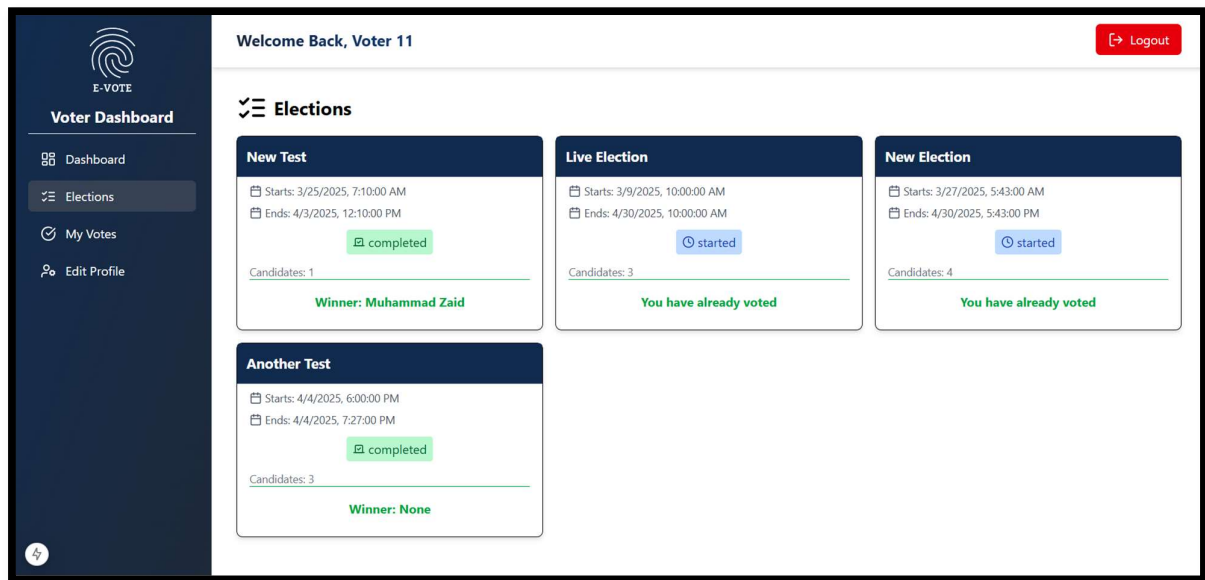 E-VOTE
Voter Dashboard
Dashboard
Elections
My Votes
Edit Profile
Welcome Back, Voter 11
Logout
Elections
New Test
Starts: 3/25/2025, 7:10:00 AM
Ends: 4/3/2025, 12:10:00 PM
completed
Candidates: 1
Winner: Muhammad Zaid
Live Election
Starts: 3/9/2025, 10:00:00 AM
Ends: 4/30/2025, 10:00:00 AM
started
Candidates: 3
You have already voted
New Election
Starts: 3/27/2025, 5:43:00 AM
Ends: 4/30/2025, 5:43:00 PM
started
Candidates: 4
You have already voted
Another Test
Starts: 4/4/2025, 6:00:00 PM
Ends: 4/4/2025, 7:27:00 PM
completed
Candidates: 3
Winner: None